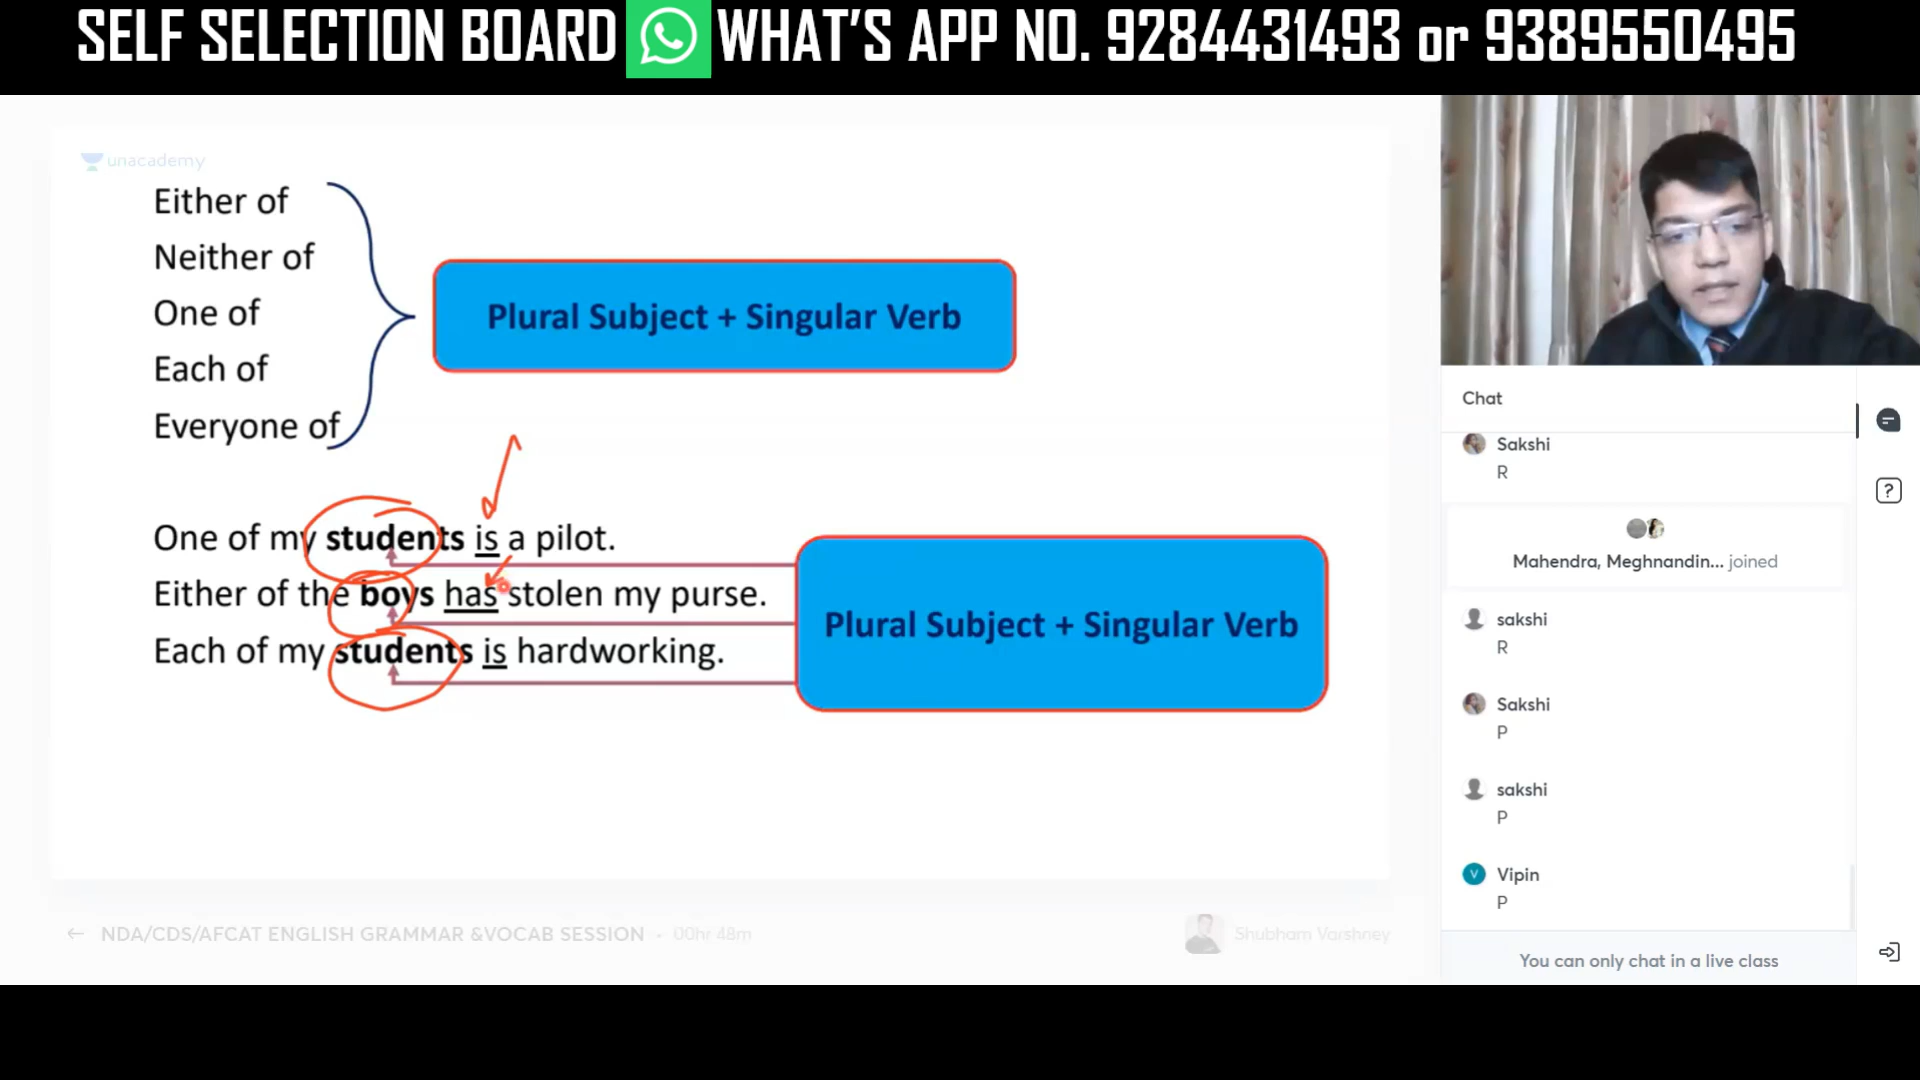 SELF SELECTION BOARD WHAT'S APP NO. 9284431493 or 9389550495
unacademy
Either of
Neither of
One of
Each of
Everyone of
Plural Subject + Singular Verb
One of my students is a pilot.
Either of the boys has stolen my purse.
Each of my students is hardworking.
Plural Subject + Singular Verb
NDA/CDS/AFCAT ENGLISH GRAMMAR &VOCAB SESSION • 00hr 48m
Shubham Varshney
Chat
Sakshi
R
Mahendra, Meghnandin... joined
sakshi
R
Sakshi
P
sakshi
P
V Vipin
P
You can only chat in a live class